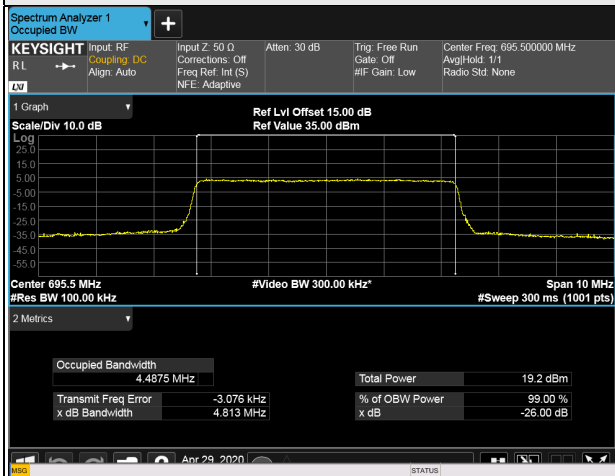 Spectrum Analyzer 1
Occupied BW
KEYSIGHT
R L
LXI
Input: RF
Coupling: DC
Align: Auto
Input Z: 50 Ω
Corrections: Off
Freq Ref: Int (S)
NFE: Adaptive
Atten: 30 dB
Trig: Free Run
Gate: Off
#IF Gain: Low
Center Freq: 695.500000 MHz
Avg|Hold: 1/1
Radio Std: None
1 Graph
Scale/Div 10.0 dB
Ref Lvl Offset 15.00 dB
Ref Value 35.00 dBm
Log
25.0
15.0
5.00
-5.00
-15.0
-25.0
-35.0
-45.0
-55.0
Center 695.5 MHz
#Res BW 100.00 kHz
#Video BW 300.00 kHz*
Span 10 MHz
#Sweep 300 ms (1001 pts)
2 Metrics
Occupied Bandwidth
4.4875 MHz
Total Power 19.2 dBm
Transmit Freq Error -3.076 kHz
% of OBW Power 99.00 %
x dB Bandwidth 4.813 MHz
x dB -26.00 dB
Apr 29, 2020
MSG
STATUS